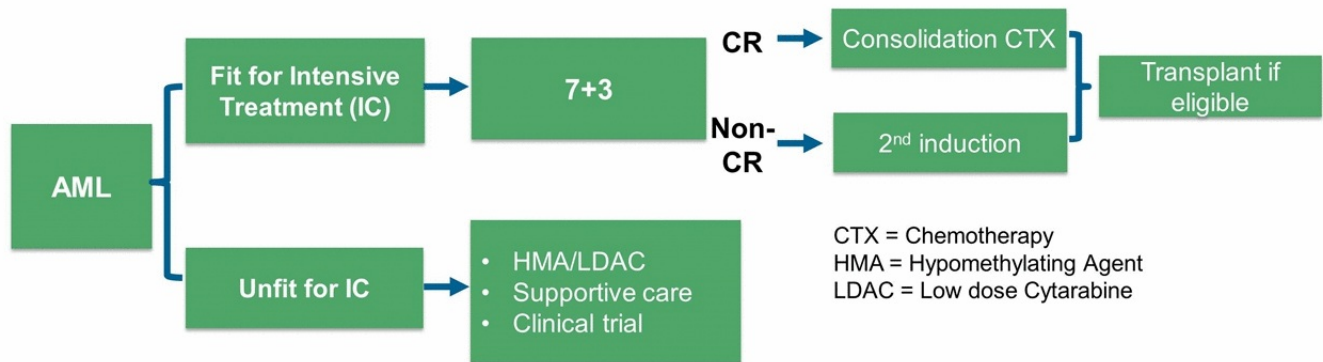 AML
Fit for Intensive
Treatment (IC)
7+3
CR
Consolidation CTX
Non-
CR
2nd induction
Transplant if
eligible
Unfit for IC
• HMA/LDAC
• Supportive care
• Clinical trial
CTX = Chemotherapy
HMA = Hypomethylating Agent
LDAC = Low dose Cytarabine